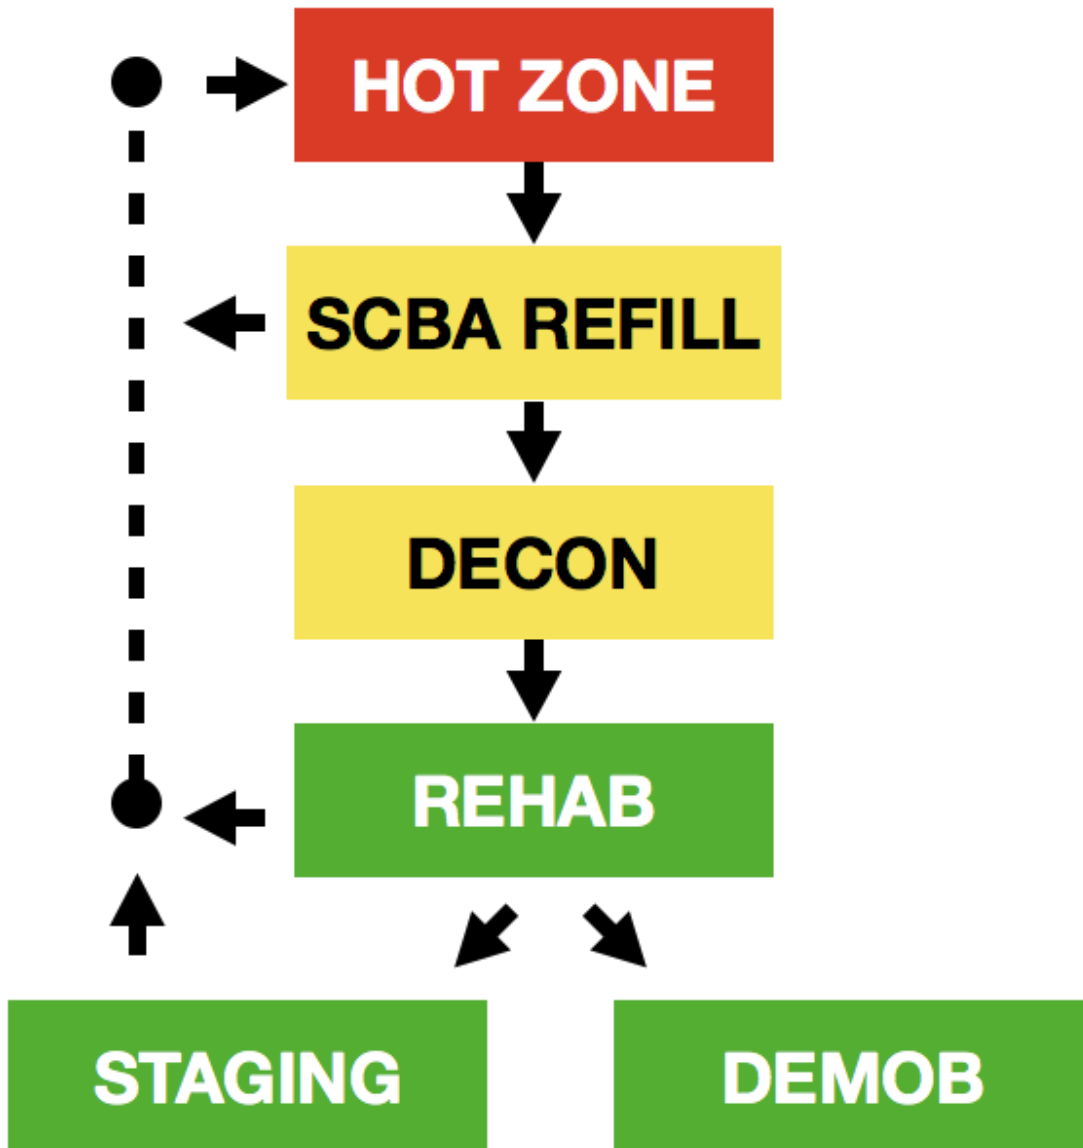 HOT ZONE
SCBA REFILL
DECON
REHAB
STAGING
DEMOB